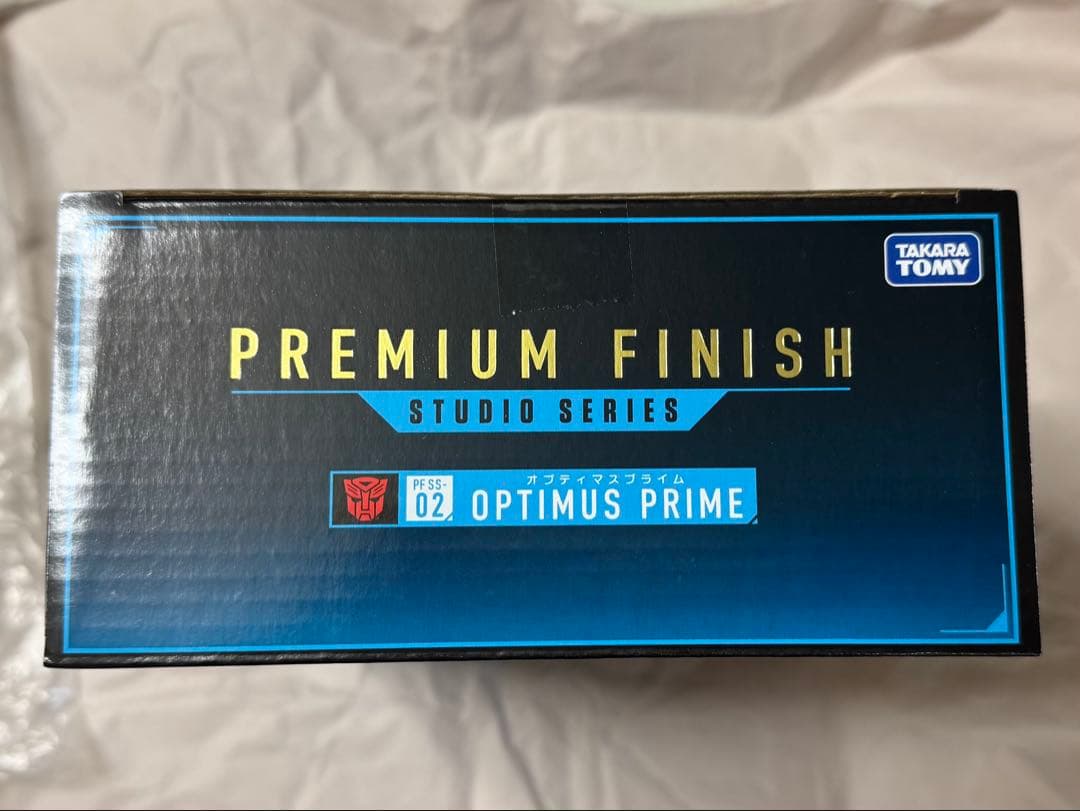 TAKARA
TOMY
PREMIUM FINISH
STUDIO SERIES
PF SS-
02
オプティマスプライム
OPTIMUS PRIME